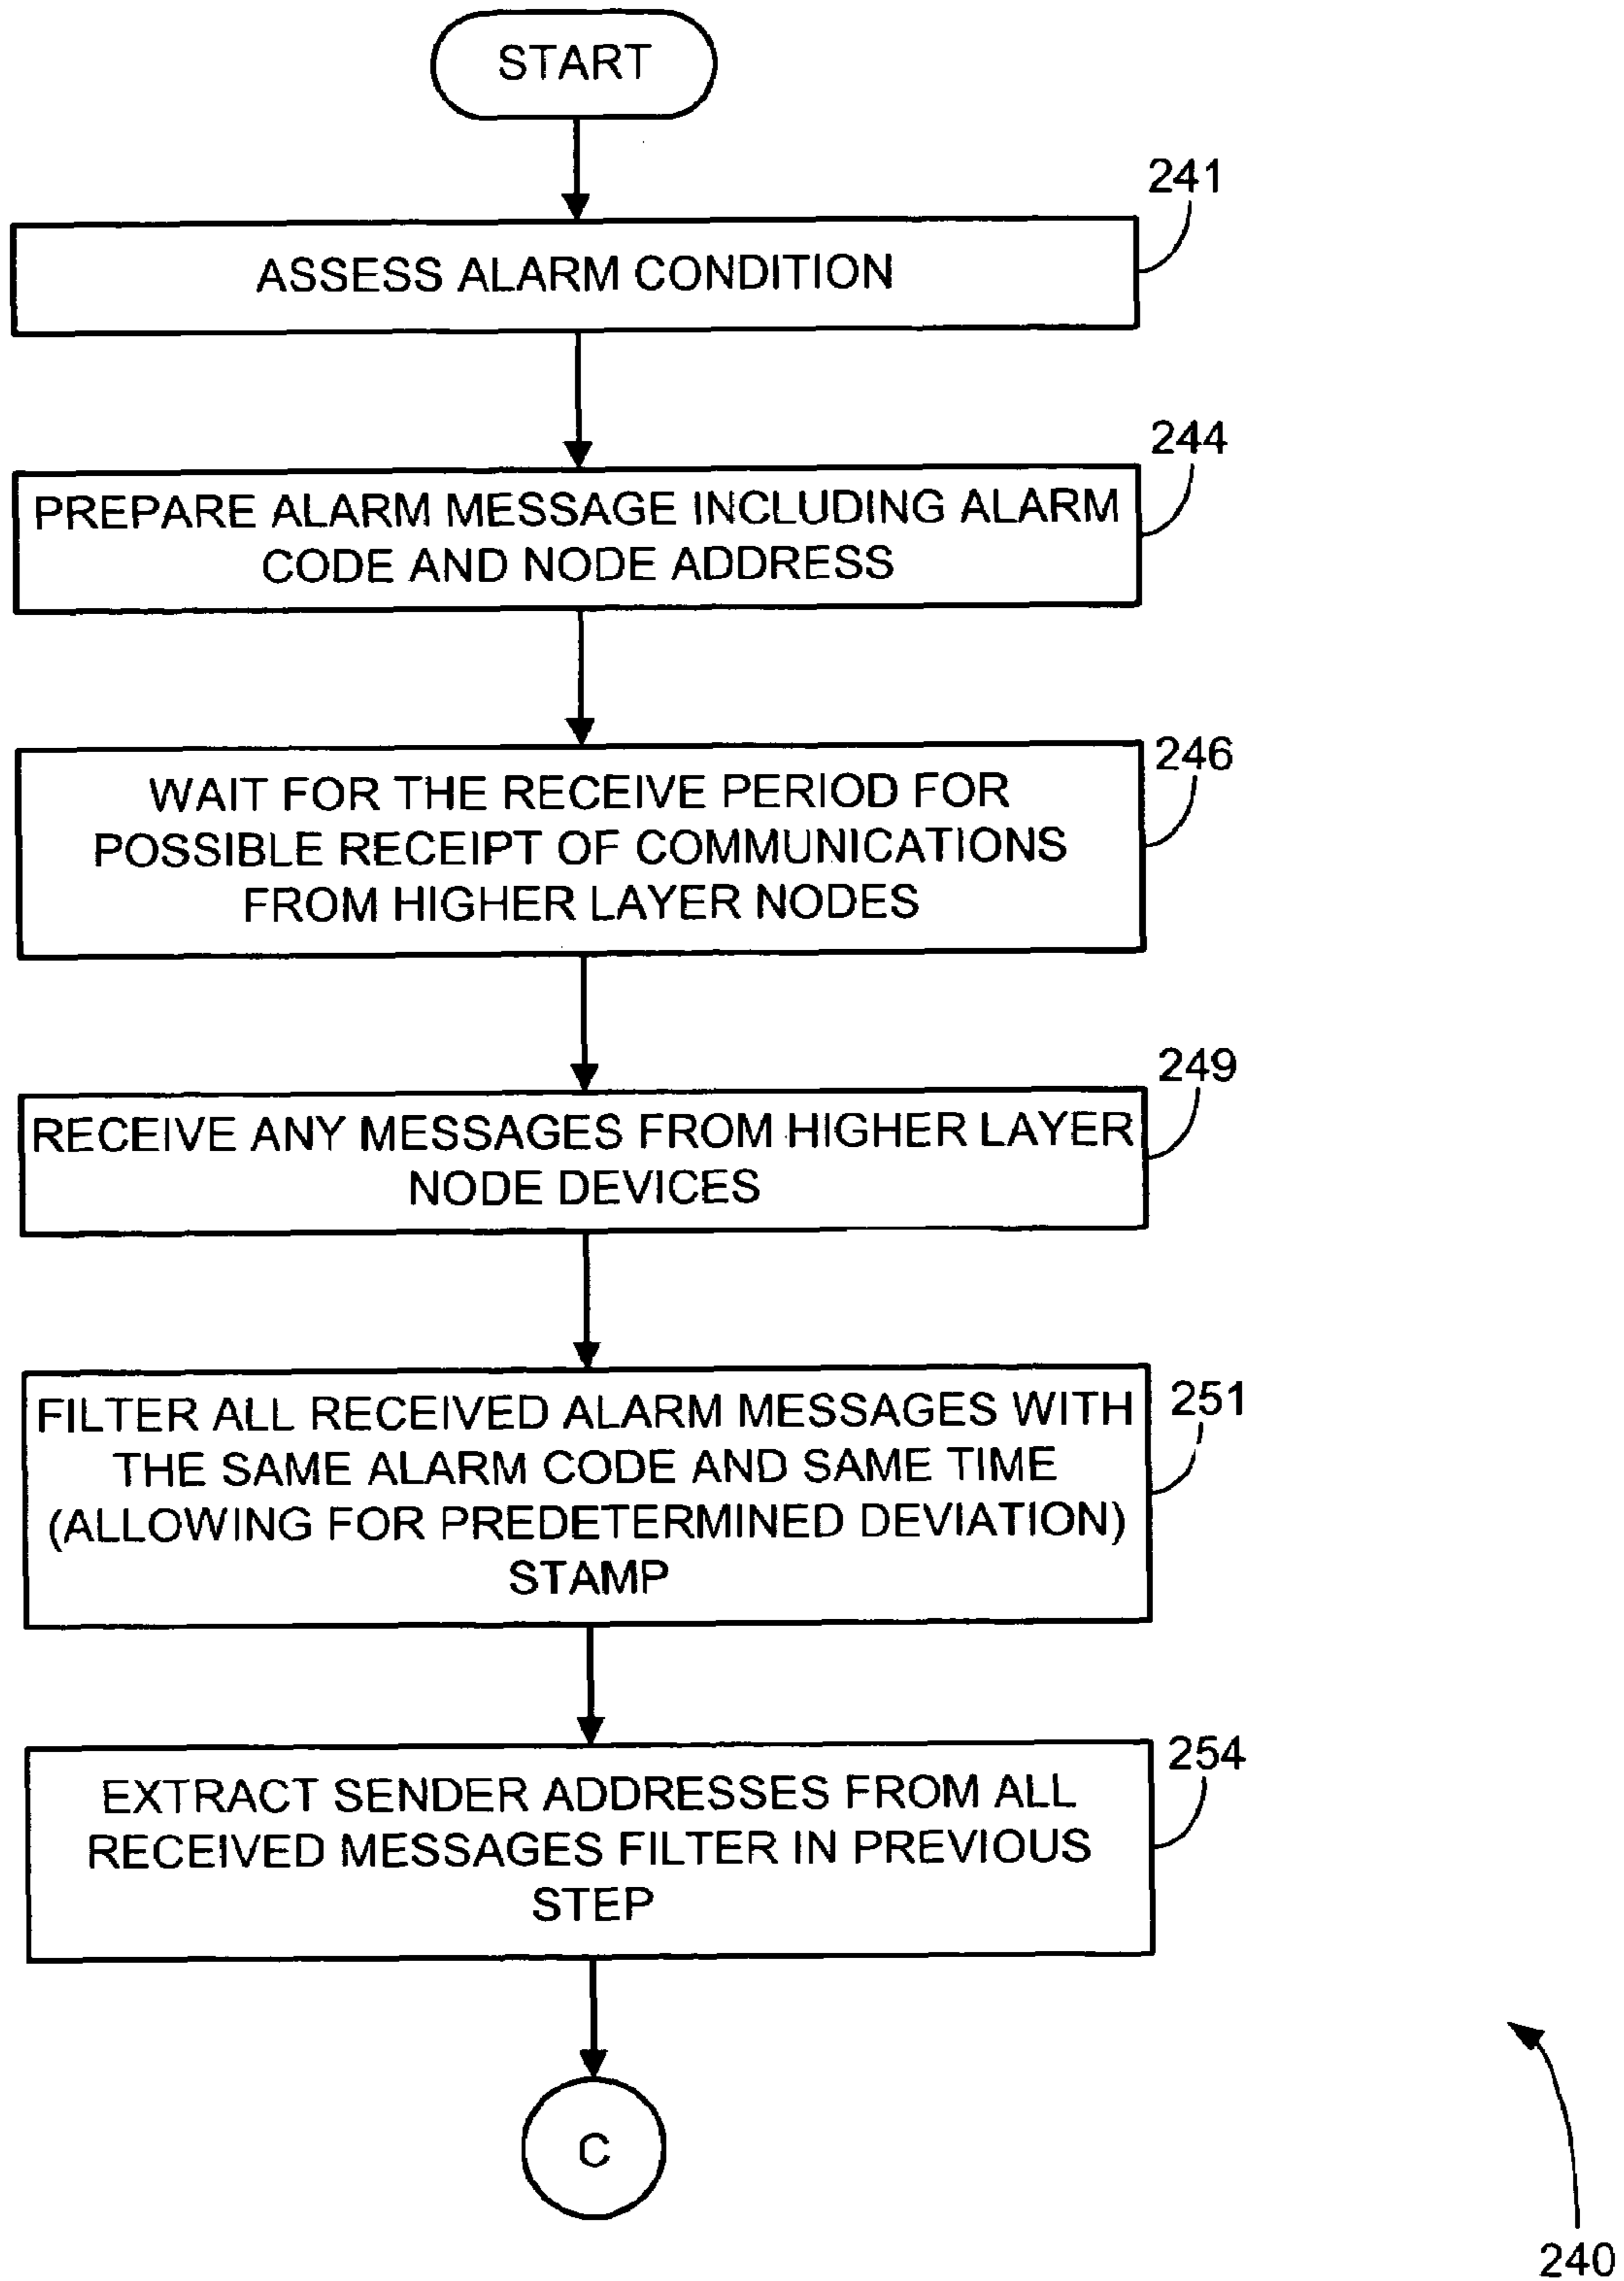 START
241
ASSESS ALARM CONDITION
244
PREPARE ALARM MESSAGE INCLUDING ALARM
CODE AND NODE ADDRESS
246
WAIT FOR THE RECEIVE PERIOD FOR
POSSIBLE RECEIPT OF COMMUNICATIONS
FROM HIGHER LAYER NODES
249
RECEIVE ANY MESSAGES FROM HIGHER LAYER
NODE DEVICES
251
FILTER ALL RECEIVED ALARM MESSAGES WITH
THE SAME ALARM CODE AND SAME TIME
(ALLOWING FOR PREDETERMINED DEVIATION)
STAMP
254
EXTRACT SENDER ADDRESSES FROM ALL
RECEIVED MESSAGES FILTER IN PREVIOUS
STEP
C
240